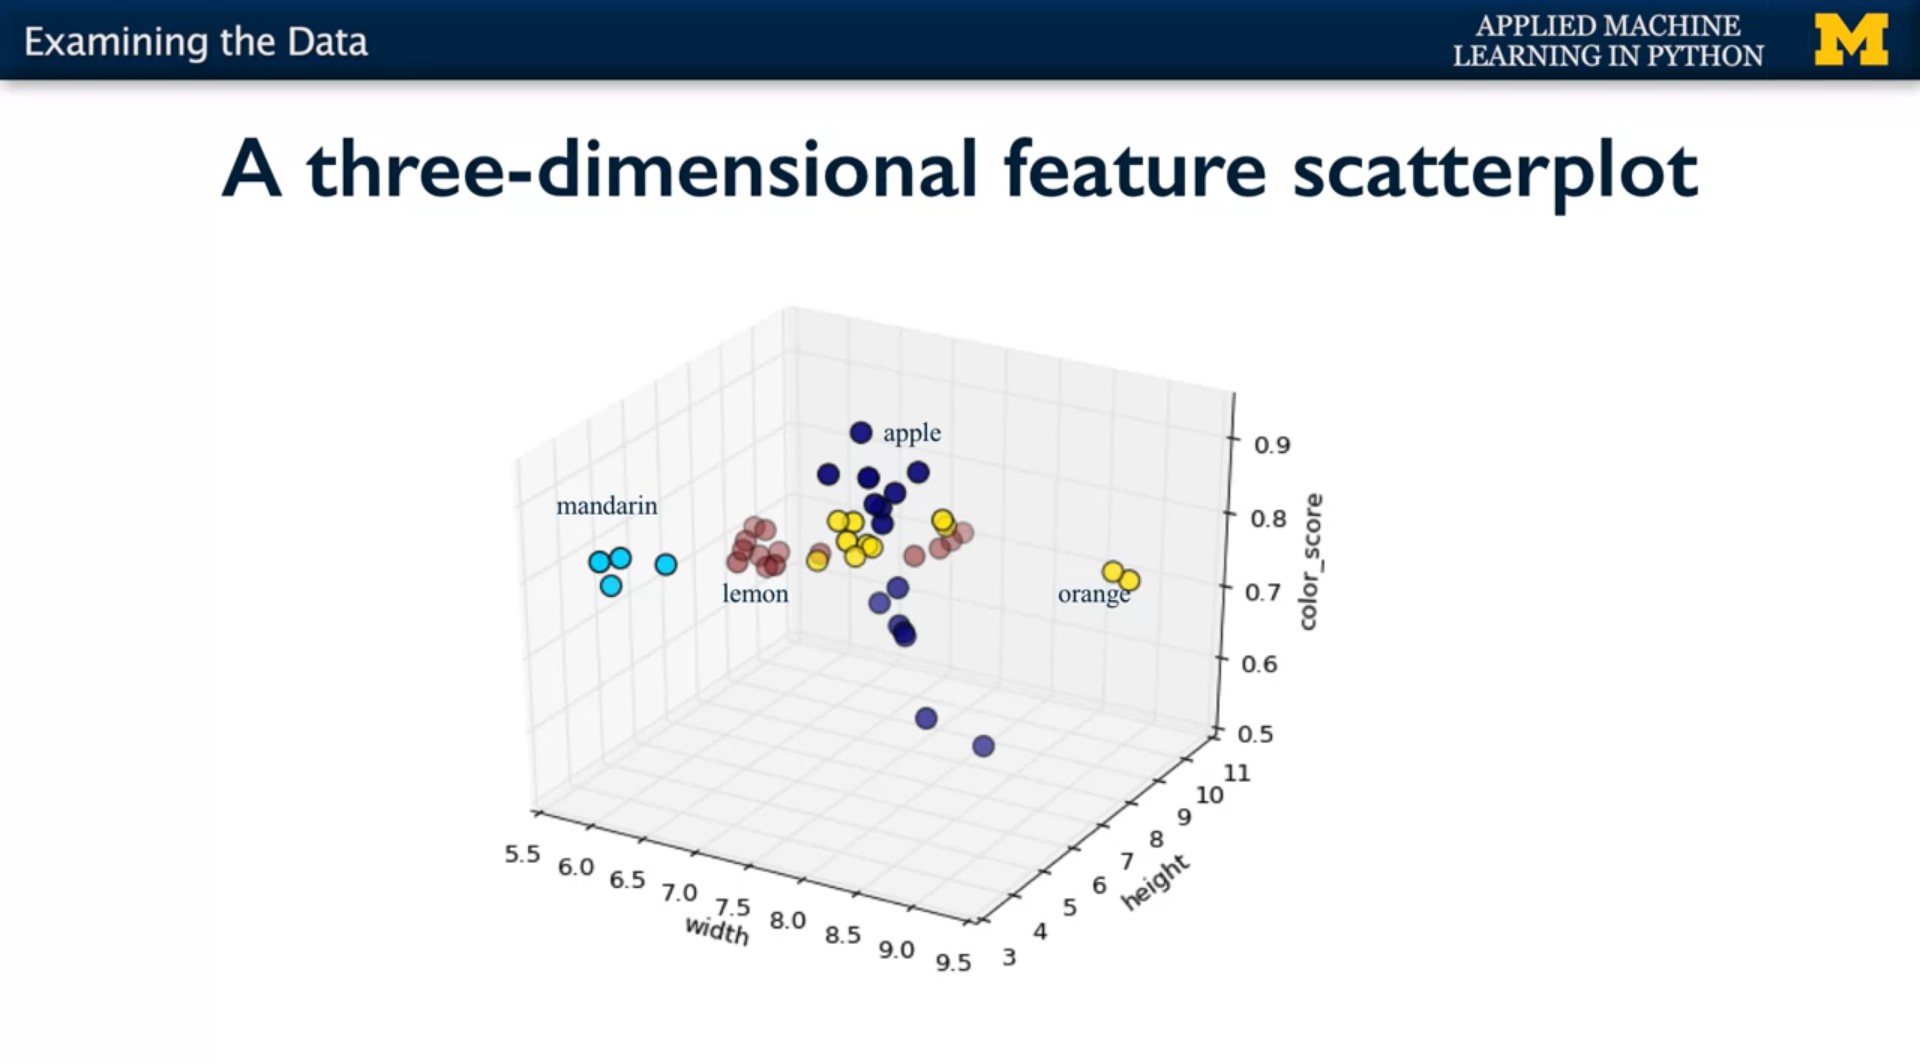 Examining the Data
APPLIED MACHINE
LEARNING IN PYTHON
M
A three-dimensional feature scatterplot
apple
mandarin
lemon
orange
0.9
0.8
0.7
0.6
0.5
color_score
11
10
9
8
7
6
5
4
3
height
5.5
6.0
6.5
7.0
7.5
8.0
8.5
9.0
9.5
width